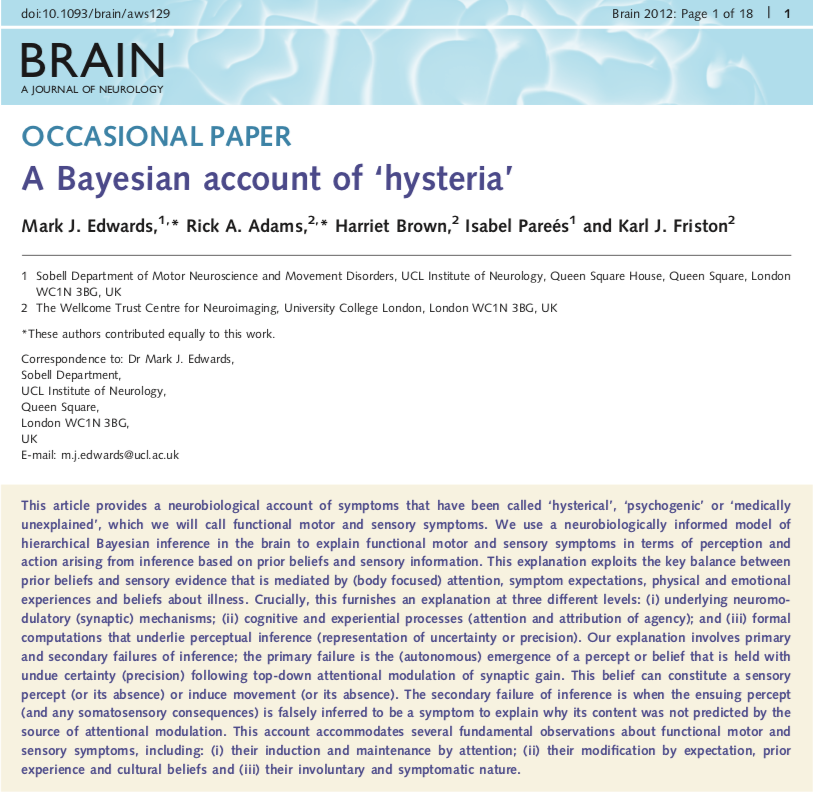 doi:10.1093/brain/aws129
Brain 2012: Page 1 of 18 | 1
BRAIN
A JOURNAL OF NEUROLOGY
OCCASIONAL PAPER
A Bayesian account of ‘hysteria’
Mark J. Edwards,1,* Rick A. Adams,2,* Harriet Brown,2 Isabel Pareés1 and Karl J. Friston2
1 Sobell Department of Motor Neuroscience and Movement Disorders, UCL Institute of Neurology, Queen Square House, Queen Square, London
WC1N 3BG, UK
2 The Wellcome Trust Centre for Neuroimaging, University College London, London WC1N 3BG, UK
*These authors contributed equally to this work.
Correspondence to: Dr Mark J. Edwards,
Sobell Department,
UCL Institute of Neurology,
Queen Square,
London WC1N 3BG,
UK
E-mail: m.j.edwards@ucl.ac.uk
This article provides a neurobiological account of symptoms that have been called ‘hysterical’, ‘psychogenic’ or ‘medically
unexplained’, which we will call functional motor and sensory symptoms. We use a neurobiologically informed model of
hierarchical Bayesian inference in the brain to explain functional motor and sensory symptoms in terms of perception and
action arising from inference based on prior beliefs and sensory information. This explanation exploits the key balance between
prior beliefs and sensory evidence that is mediated by (body focused) attention, symptom expectations, physical and emotional
experiences and beliefs about illness. Crucially, this furnishes an explanation at three different levels: (i) underlying neuromo-
dulatory (synaptic) mechanisms; (ii) cognitive and experiential processes (attention and attribution of agency); and (iii) formal
computations that underlie perceptual inference (representation of uncertainty or precision). Our explanation involves primary
and secondary failures of inference; the primary failure is the (autonomous) emergence of a percept or belief that is held with
undue certainty (precision) following top-down attentional modulation of synaptic gain. This belief can constitute a sensory
percept (or its absence) or induce movement (or its absence). The secondary failure of inference is when the ensuing percept
(and any somatosensory consequences) is falsely inferred to be a symptom to explain why its content was not predicted by the
source of attentional modulation. This account accommodates several fundamental observations about functional motor and
sensory symptoms, including: (i) their induction and maintenance by attention; (ii) their modification by expectation, prior
experience and cultural beliefs and (iii) their involuntary and symptomatic nature.